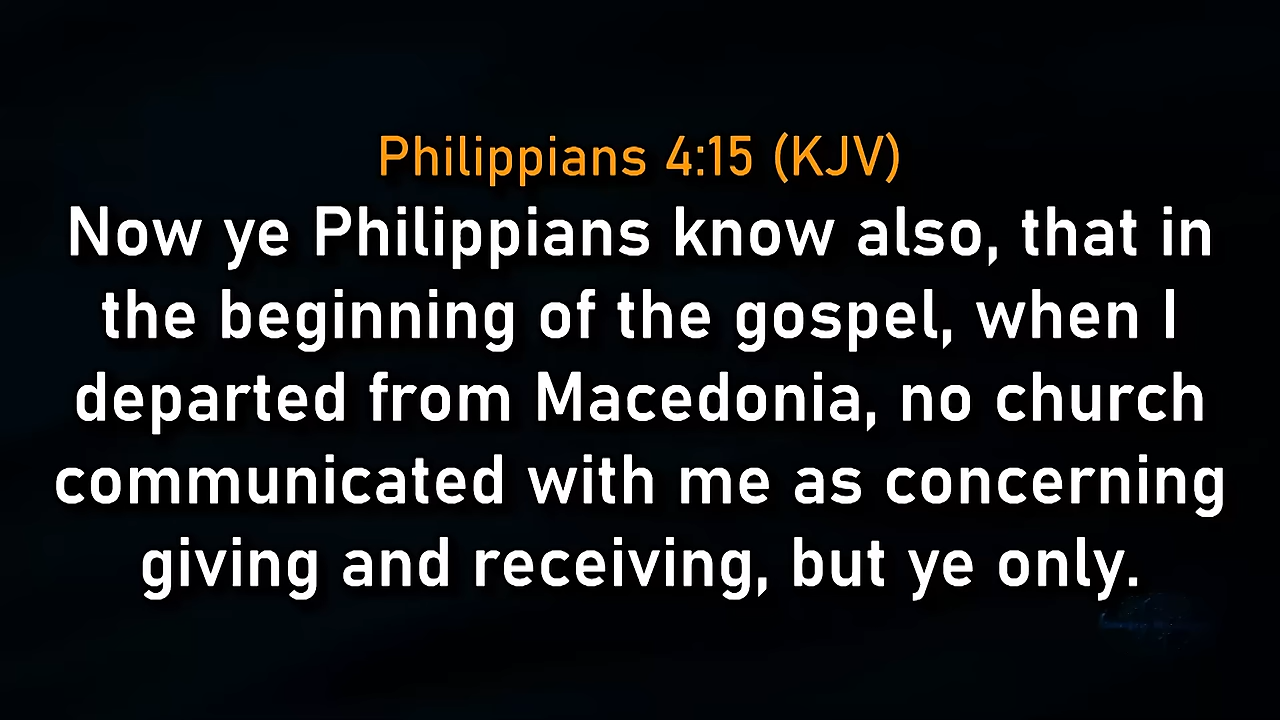 Philippians 4:15 (KJV)
Now ye Philippians know also, that in
the beginning of the gospel, when I
departed from Macedonia, no church
communicated with me as concerning
giving and receiving, but ye only.